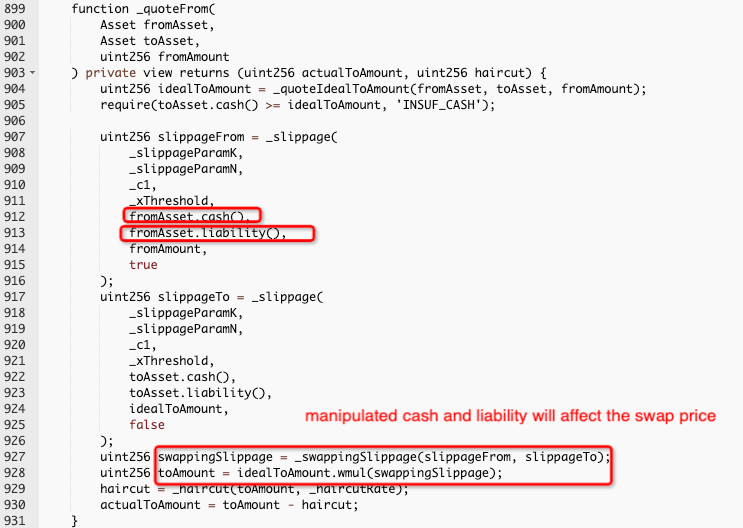 899 function _quoteFrom(
900 Asset fromAsset,
901 Asset toAsset,
902 uint256 fromAmount
903 ) private view returns (uint256 actualToAmount, uint256 haircut) {
904 uint256 idealToAmount = _quoteIdealToAmount(fromAsset, toAsset, fromAmount);
905 require(toAsset.cash() >= idealToAmount, 'INSUF_CASH');
906
907 uint256 slippageFrom = _slippage(
908 _slippageParamK,
909 _slippageParamN,
910 _c1,
911 _xThreshold,
912 fromAsset.cash(),
913 fromAsset.liability(),
914 fromAmount,
915 true
916 );
917 uint256 slippageTo = _slippage(
918 _slippageParamK,
919 _slippageParamN,
920 _c1,
921 _xThreshold,
922 toAsset.cash(),
923 toAsset.liability(),
924 idealToAmount,
manipulated cash and liability will affect the swap price
925 false
926 );
927 uint256 swappingSlippage = _swappingSlippage(slippageFrom, slippageTo);
928 uint256 toAmount = idealToAmount.wmul(swappingSlippage);
929 haircut = _haircut(toAmount, _haircutRate);
930 actualToAmount = toAmount - haircut;
931 }